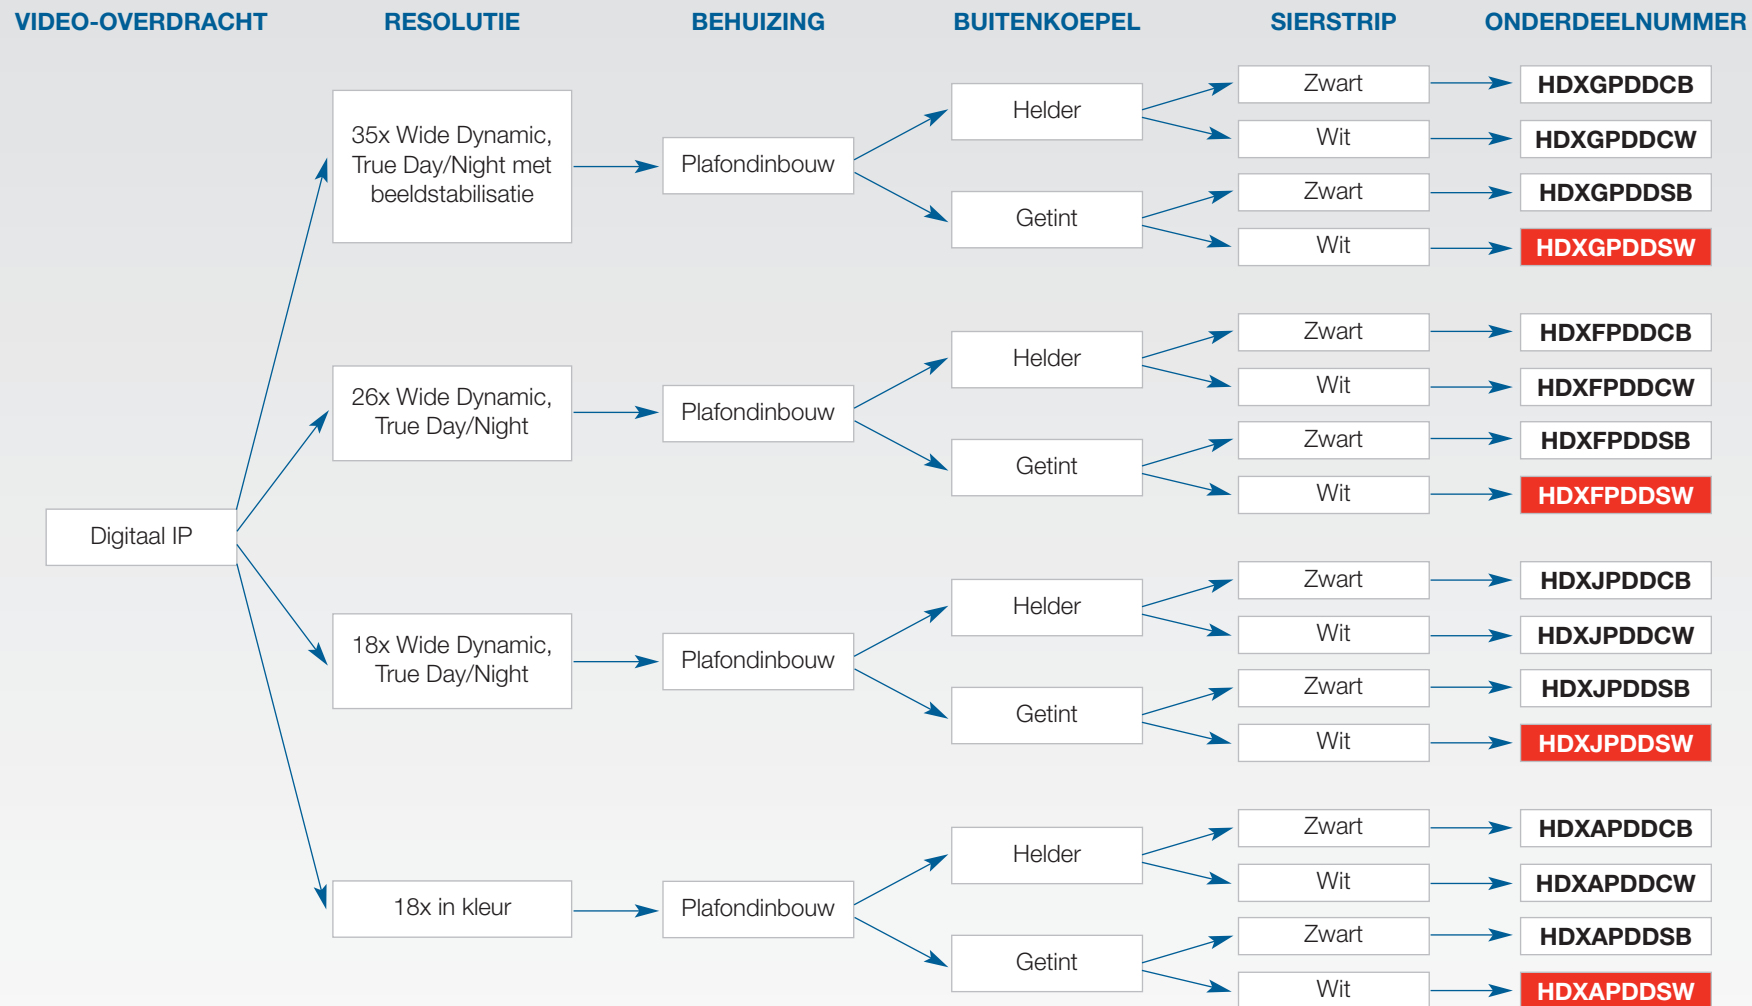 VIDEO-OVERDRACHT RESOLUTIE BEHUIZING BUITENKOEPEL SIERSTRIP ONDERDEELNUMMER
Digitaal IP
35x Wide Dynamic,
True Day/Night met
beeldstabilisatie
Plafondinbouw
Helder
Zwart HDXGPDDCB
Wit HDXGPDDCW
Getint
Zwart HDXGPDDSB
Wit HDXGPDDSW
26x Wide Dynamic,
True Day/Night
Plafondinbouw
Helder
Zwart HDXFPDDCB
Wit HDXFPDDCW
Getint
Zwart HDXFPDDSB
Wit HDXFPDDSW
18x Wide Dynamic,
True Day/Night
Plafondinbouw
Helder
Zwart HDXJPDDCB
Wit HDXJPDDCW
Getint
Zwart HDXJPDDSB
Wit HDXJPDDSW
18x in kleur
Plafondinbouw
Helder
Zwart HDXAPDDCB
Wit HDXAPDDCW
Getint
Zwart HDXAPDDSB
Wit HDXAPDDSW